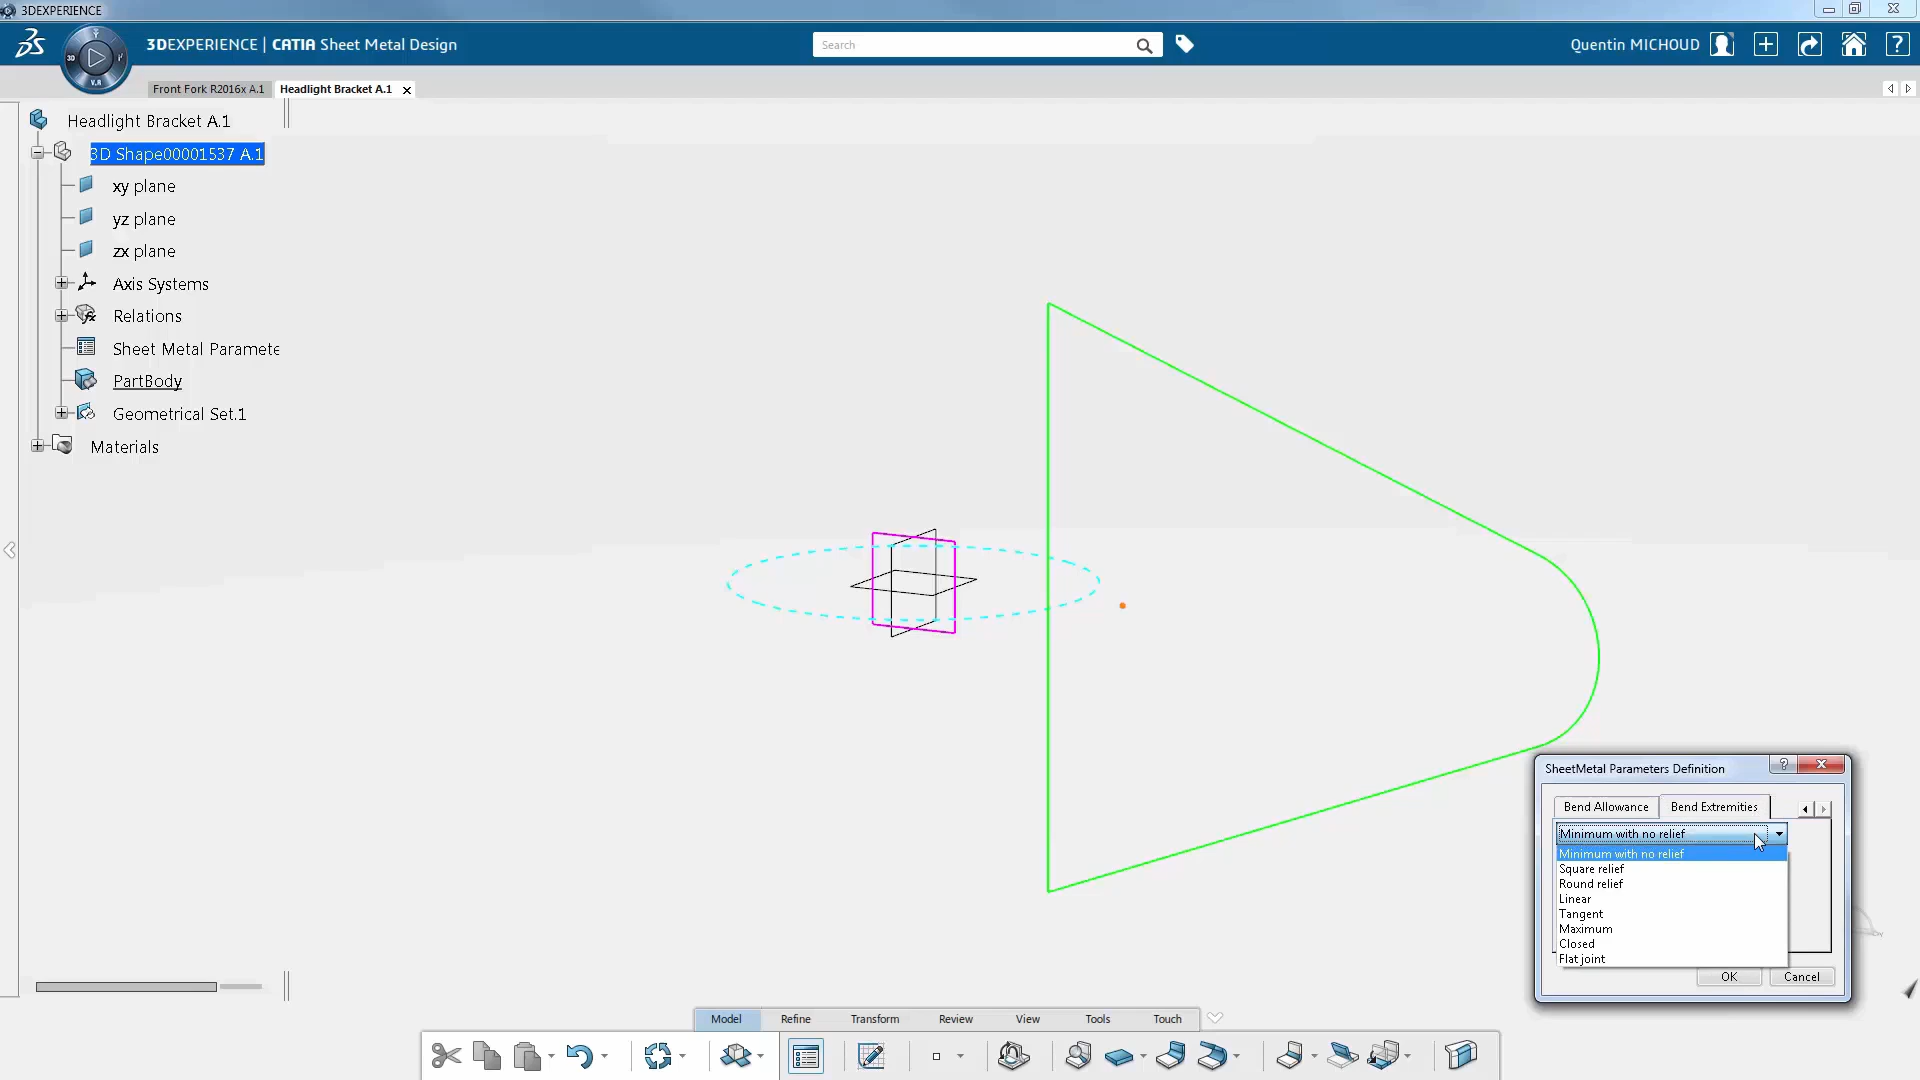 3DEXPERIENCE
3DEXPERIENCE | CATIA Sheet Metal Design
Search
Quentin MICHOUD
3D
V.R
Front Fork R2016x A.1
Headlight Bracket A.1
Headlight Bracket A.1
3D Shape00001537 A.1
xy plane
yz plane
zx plane
Axis Systems
Relations
Sheet Metal Paramete
PartBody
Geometrical Set.1
Materials
SheetMetal Parameters Definition
Bend Allowance
Bend Extremities
Minimum with no relief
Minimum with no relief
Square relief
Round relief
Linear
Tangent
Maximum
Closed
Flat joint
OK
Cancel
Model
Refine
Transform
Review
View
Tools
Touch